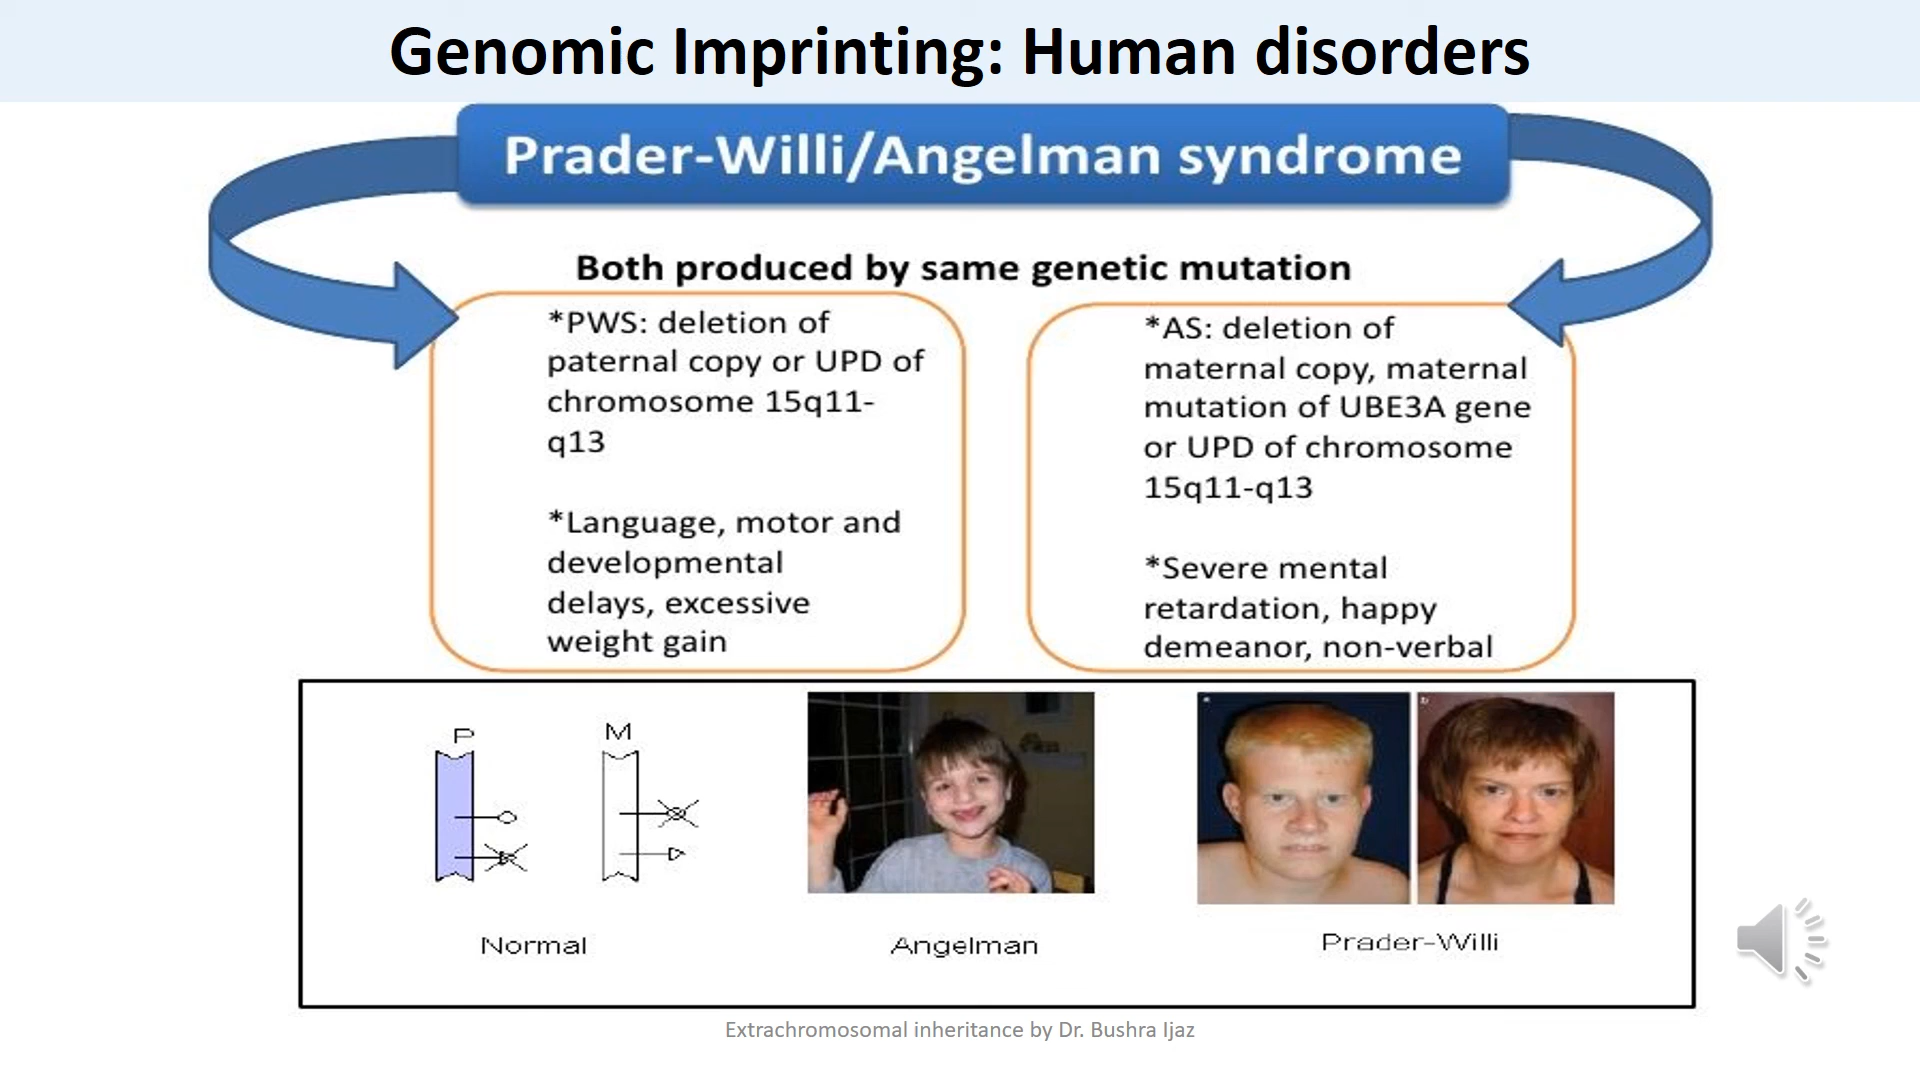 Genomic Imprinting: Human disorders
Prader-Willi/Angelman syndrome
Both produced by same genetic mutation
*PWS: deletion of
paternal copy or UPD of
chromosome 15q11-
q13
*Language, motor and
developmental
delays, excessive
weight gain
*AS: deletion of
maternal copy, maternal
mutation of UBE3A gene
or UPD of chromosome
15q11-q13
*Severe mental
retardation, happy
demeanor, non-verbal
P
M
Normal
Angelman
a
b
Prader-Willi
Extrachromosomal inheritance by Dr. Bushra Ijaz